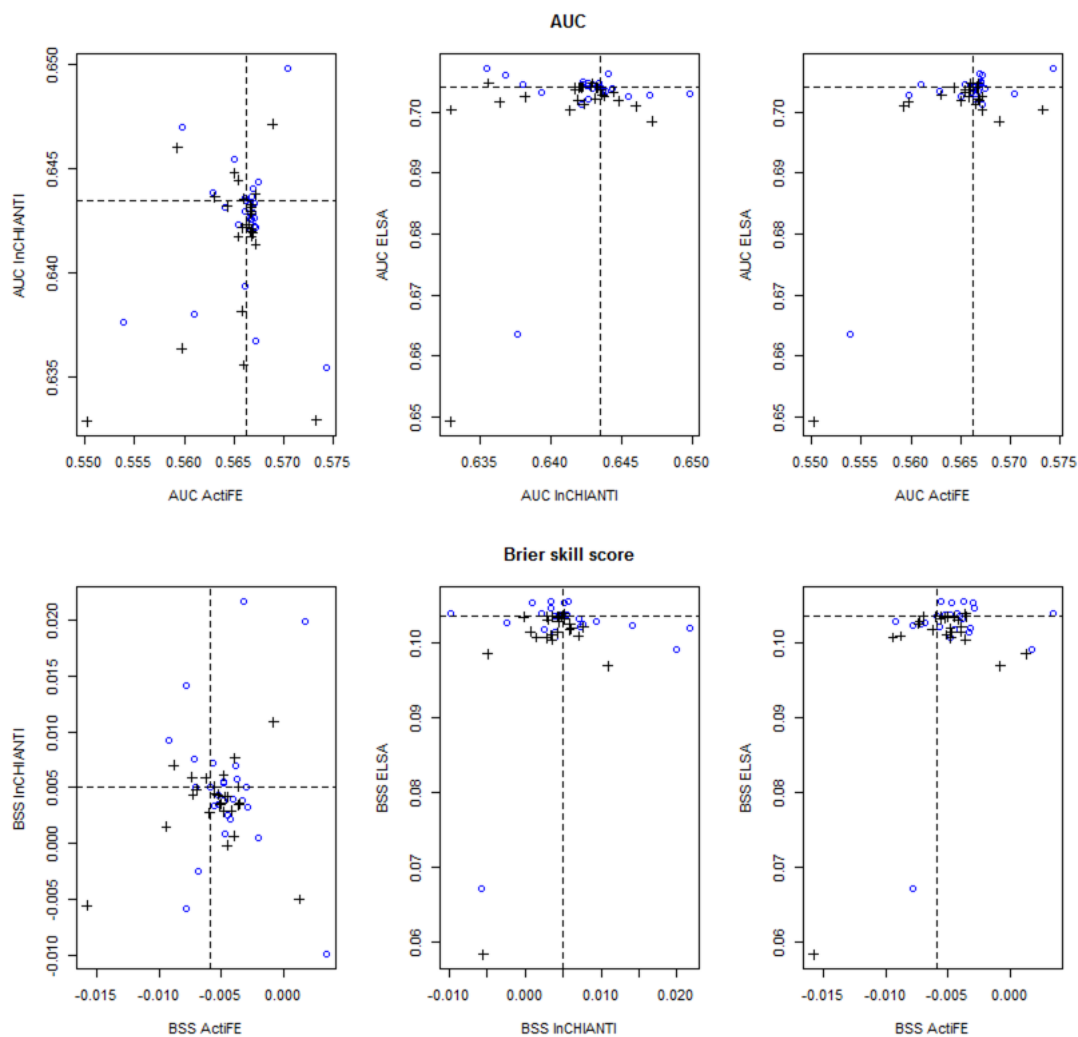 AUC
0.635 0.640 0.645 0.650
AUC InCHIANTI
0.550 0.555 0.560 0.565 0.570 0.575
AUC ActiFE
0.65 0.66 0.67 0.68 0.69 0.70
AUC ELSA
0.635 0.640 0.645 0.650
AUC InCHIANTI
0.65 0.66 0.67 0.68 0.69 0.70
AUC ELSA
0.550 0.555 0.560 0.565 0.570 0.575
AUC ActiFE
Brier skill score
-0.010 -0.005 0.000 0.005 0.010 0.015 0.020
BSS InCHIANTI
-0.015 -0.010 -0.005 0.000
BSS ActiFE
0.06 0.07 0.08 0.09 0.10
BSS ELSA
-0.010 0.000 0.010 0.020
BSS InCHIANTI
0.06 0.07 0.08 0.09 0.10
BSS ELSA
-0.015 -0.010 -0.005 0.000
BSS ActiFE